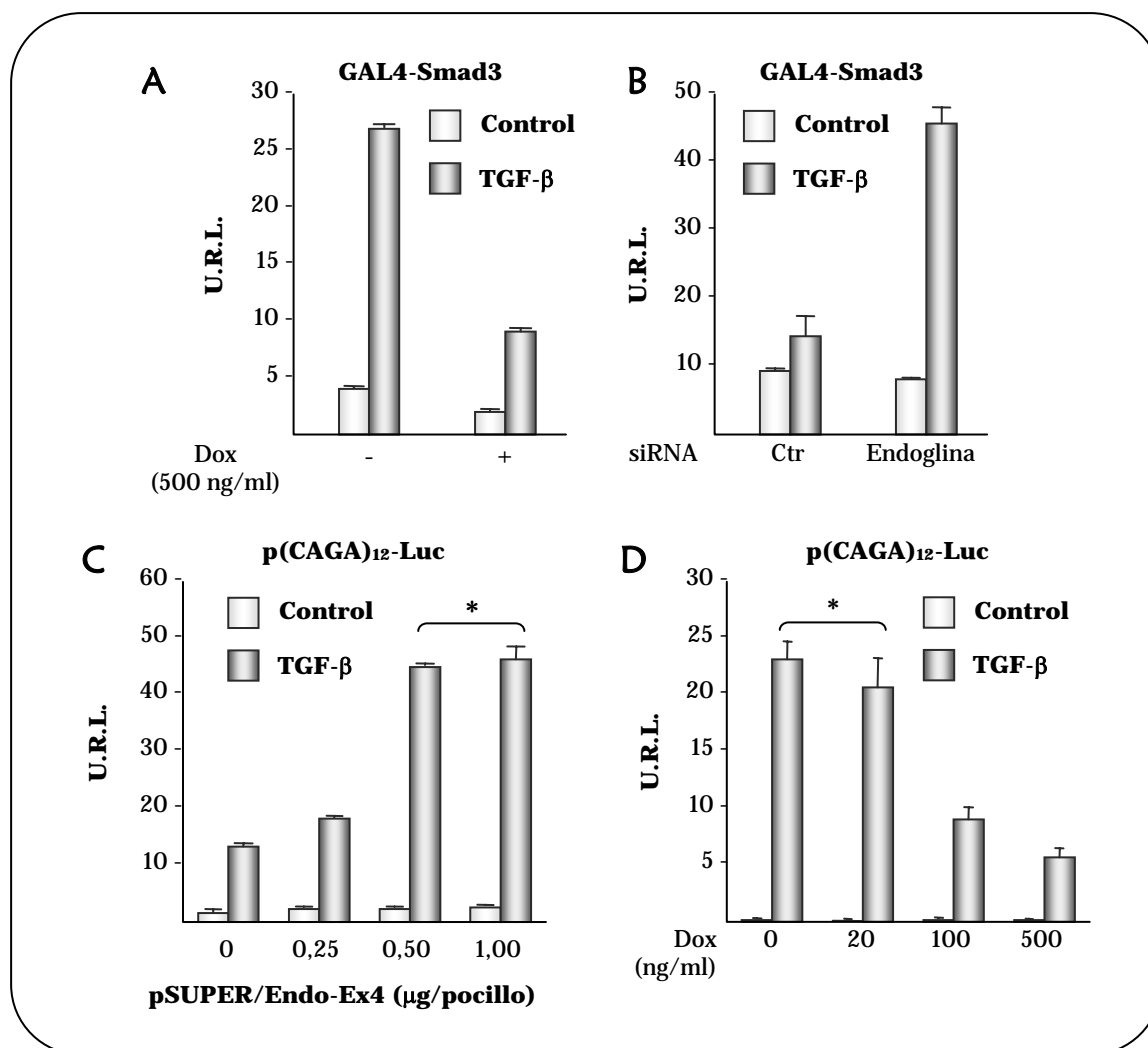 A
GAL4-Smad3
30
25
20
15
10
5
U.R.L.
Control
TGF-β
Dox
(500 ng/ml)
- +
B
GAL4-Smad3
50
40
30
20
10
U.R.L.
Control
TGF-β
siRNA Ctr Endoglina
C
p(CAGA)₁₂-Luc
60
50
40
30
20
10
U.R.L.
Control
TGF-β
*
0 0,25 0,50 1,00
pSUPER/Endo-Ex4 (µg/pocillo)
D
p(CAGA)₁₂-Luc
30
25
20
15
10
5
U.R.L.
*
Control
TGF-β
Dox 0 20 100 500
(ng/ml)